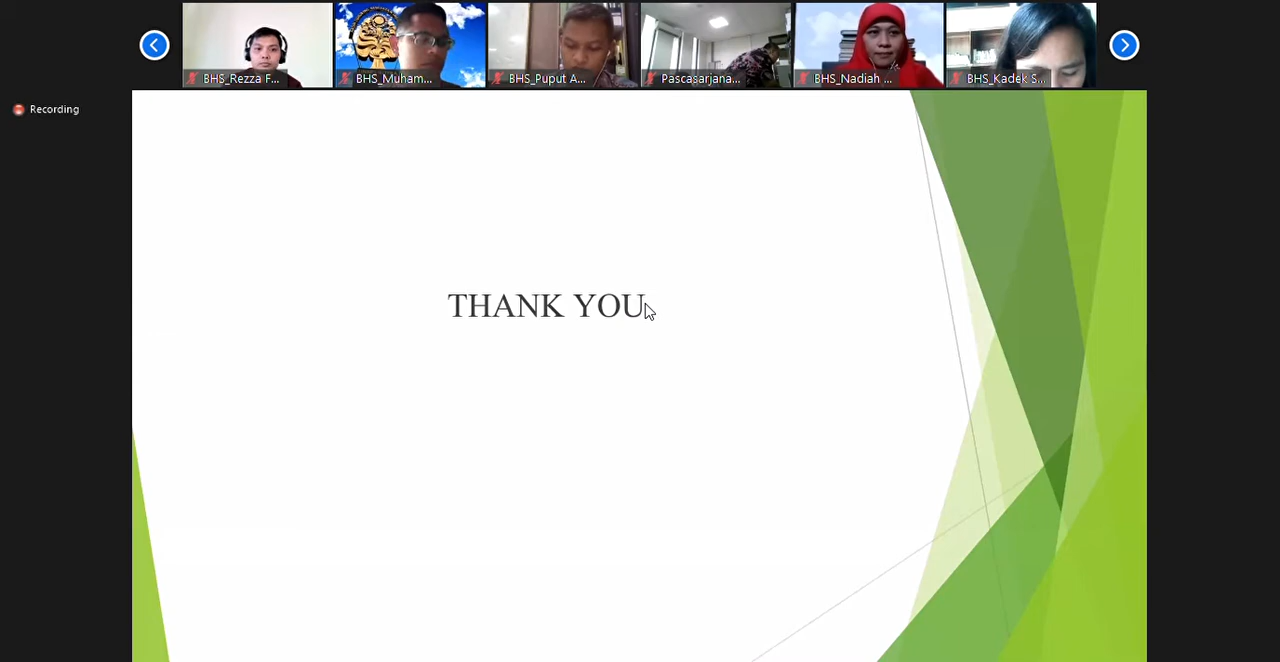 BHS_Rezza F...
BHS_Muham...
BHS_Puput A...
Pascasarjana...
BHS_Nadiah ...
BHS_Kadek S...
Recording
THANK YOU